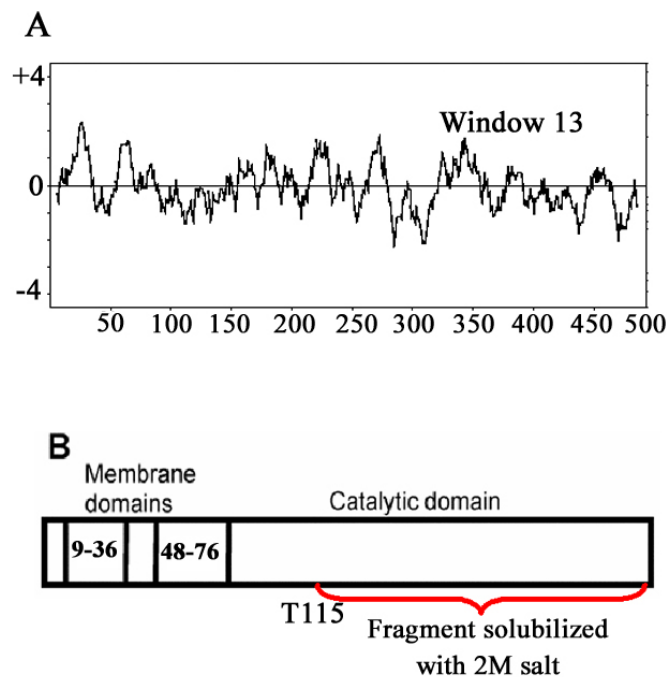 A
+4
Window 13
0
-4
50 100 150 200 250 300 350 400 450 500
B
Membrane
domains
Catalytic domain
9-36 48-76
T115
Fragment solubilized
with 2M salt